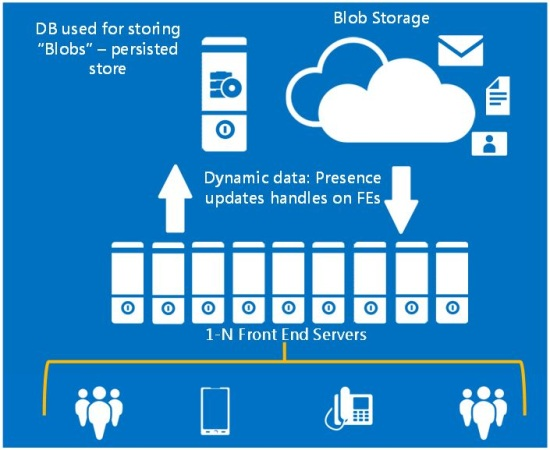 DB used for storing
“Blobs” – persisted
store
Blob Storage
Dynamic data: Presence
updates handles on FEs
1-N Front End Servers